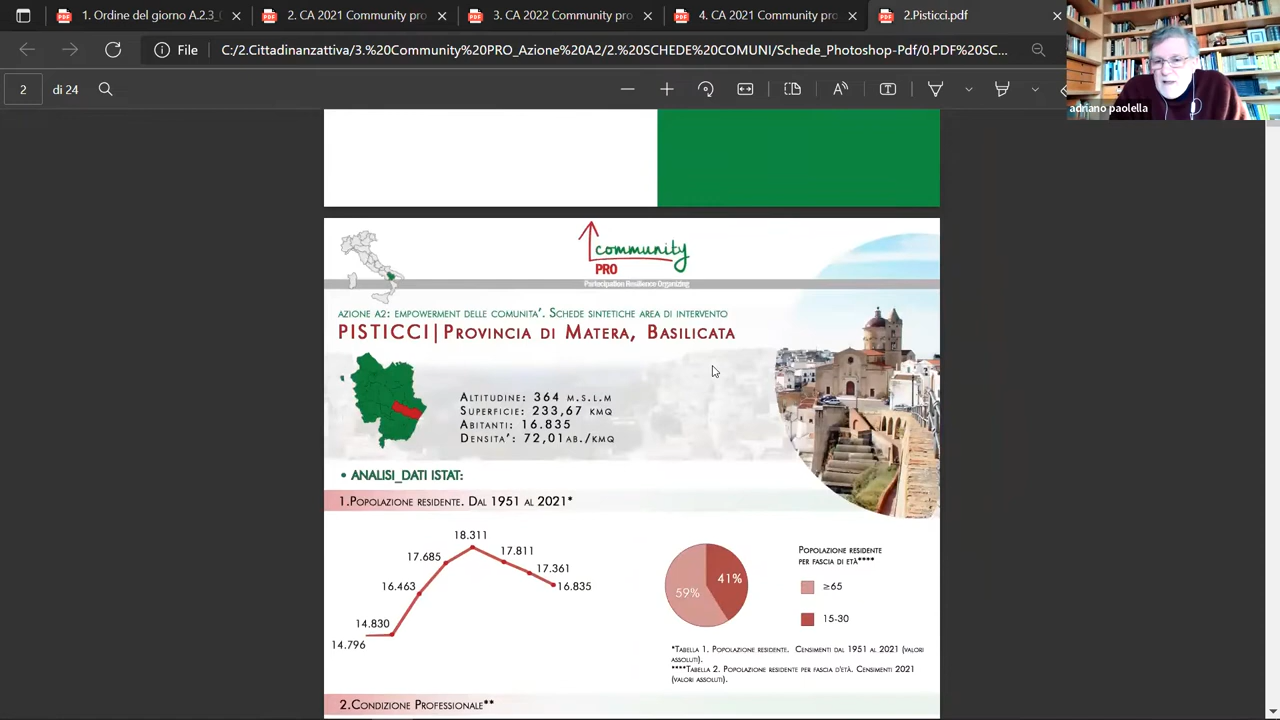 1. Ordine del giorno^1.2.3_
2. CA 2021 Community pro
3. CA 2022 Community pro
4. CA 2021 Community pro
2.Pisticci.pdf
File
C:/2.Cittadinanzattiva/3.%20Community%20PRO_Azione%20A2/2.%20SCHEDE%20COMUNI/Schede_Photoshop-Pdf/0.PDF%20SC...
2 di 24
adriano paolella
community
PRO
Partecipation Resilience Organizing
AZIONE A2: EMPOWERMENT DELLE COMUNITA'. SCHEDE SINTETICHE AREA DI INTERVENTO
PISTICCI|PROVINCIA DI MATERA, BASILICATA
ALTITUDINE: 364 M.S.L.M
SUPERFICIE: 233,67 KMQ
ABITANTI: 16.835
DENSITA': 72,01AB./KMQ
• ANALISI_DATI ISTAT:
1.POPOLAZIONE RESIDENTE. DAL 1951 AL 2021*
18.311
17.685
17.811
17.361
16.463
16.835
14.830
14.796
41%
59%
POPOLAZIONE RESIDENTE
PER FASCIA DI ETÀ****
≥65
15-30
*TABELLA 1. POPOLAZIONE RESIDENTE. CENSIMENTI DAL 1951 AL 2021 (VALORI
ASSOLUTI).
****TABELLA 2. POPOLAZIONE RESIDENTE PER FASCIA D'ETÀ. CENSIMENTI 2021
(VALORI ASSOLUTI).
2.CONDIZIONE PROFESSIONALE**